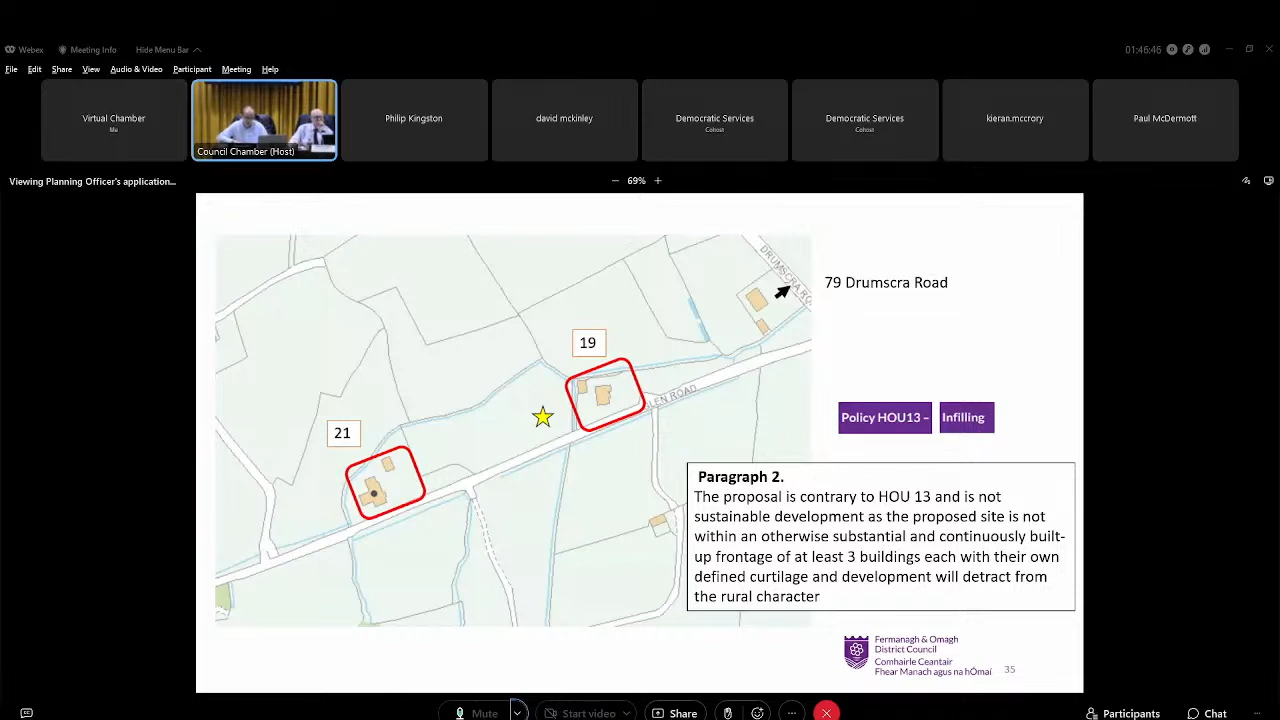 Webex
Meeting Info
Hide Menu Bar
01:46:46
File Edit Share View Audio & Video Participant Meeting Help
Virtual Chamber
Me
Council Chamber (Host)
Philip Kingston
david mckinley
Democratic Services
Cohost
Democratic Services
Cohost
kieran.mccrory
Paul McDermott
Viewing Planning Officer's application...
69%
DRUMSCRA RO
79 Drumscra Road
19
LEN ROAD
21
Policy HOU13 – Infilling
Paragraph 2.
The proposal is contrary to HOU 13 and is not
sustainable development as the proposed site is not
within an otherwise substantial and continuously built-
up frontage of at least 3 buildings each with their own
defined curtilage and development will detract from
the rural character
Fermanagh & Omagh
District Council
Comhairle Ceantair
Fhear Manach agus na hÓmaí
35
Mute
Start video
Share
Participants
Chat